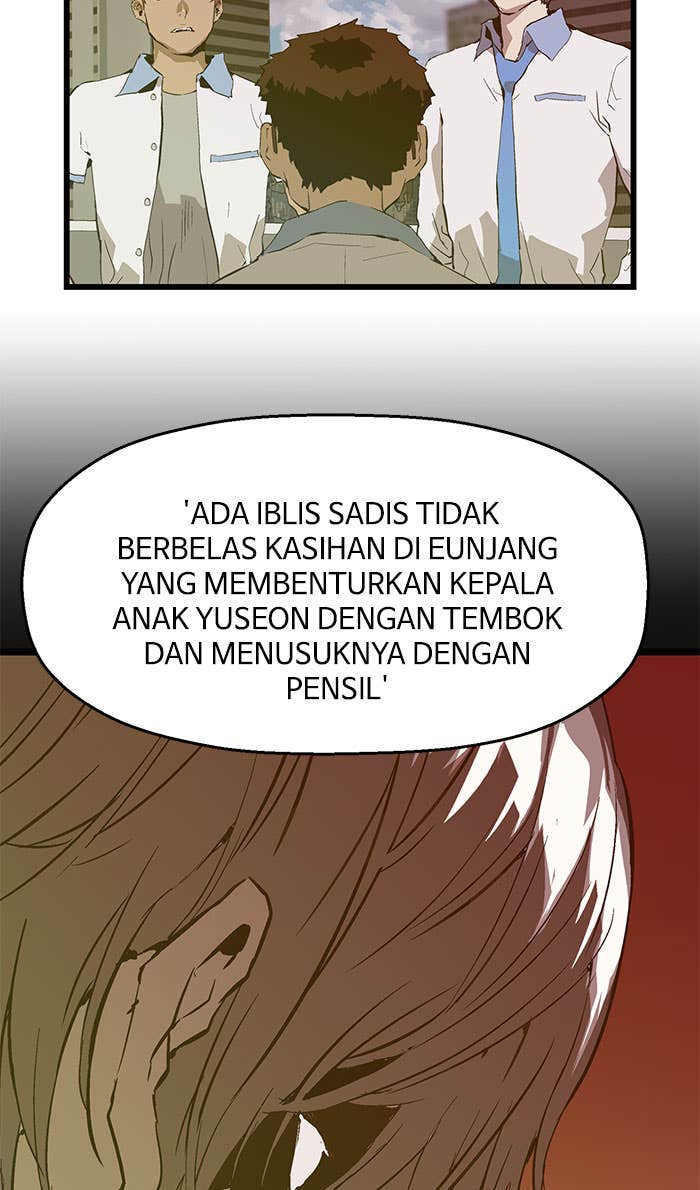 'ADA IBLIS SADIS TIDAK
BERBELAS KASIHAN DI EUNJANG
YANG MEMBENTURKAN KEPALA
ANAK YUSEON DENGAN TEMBOK
DAN MENUSUKNYA DENGAN
PENSIL'